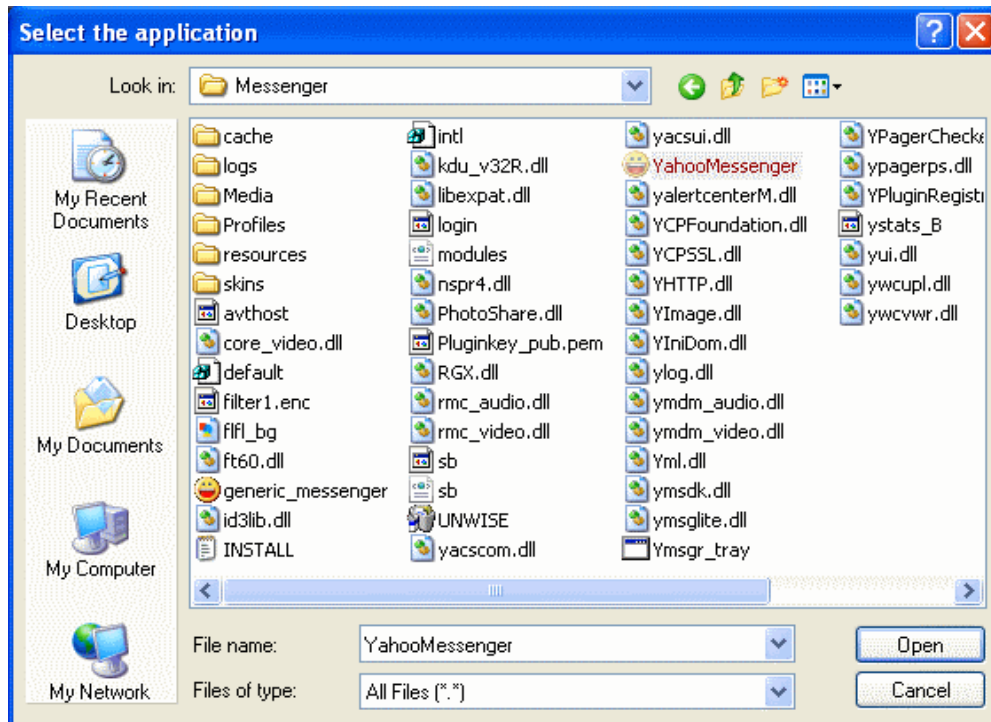 Select the application
Look in:
Messenger
My Recent
Documents
Desktop
My Documents
My Computer
My Network
cache
logs
Media
Profiles
resources
skins
avthost
core_video.dll
default
filter1.enc
flfl_bg
ft60.dll
generic_messenger
id3lib.dll
INSTALL
intl
kdu_v32R.dll
libexpat.dll
login
modules
nspr4.dll
PhotoShare.dll
Pluginkey_pub.pem
RGX.dll
rmc_audio.dll
rmc_video.dll
sb
sb
UNWISE
yacscom.dll
yacsui.dll
YahooMessenger
yalertcenterM.dll
YCPFoundation.dll
YCPSSL.dll
YHTTP.dll
YImage.dll
YIniDom.dll
ylog.dll
ymdm_audio.dll
ymdm_video.dll
Yml.dll
ymsdk.dll
ymsglite.dll
Ymsgr_tray
YPagerChecke
ypagerps.dll
YPluginRegistr
ystats_B
yui.dll
ywcupl.dll
ywcvwr.dll
File name:
YahooMessenger
Open
Files of type:
All Files (*.*)
Cancel